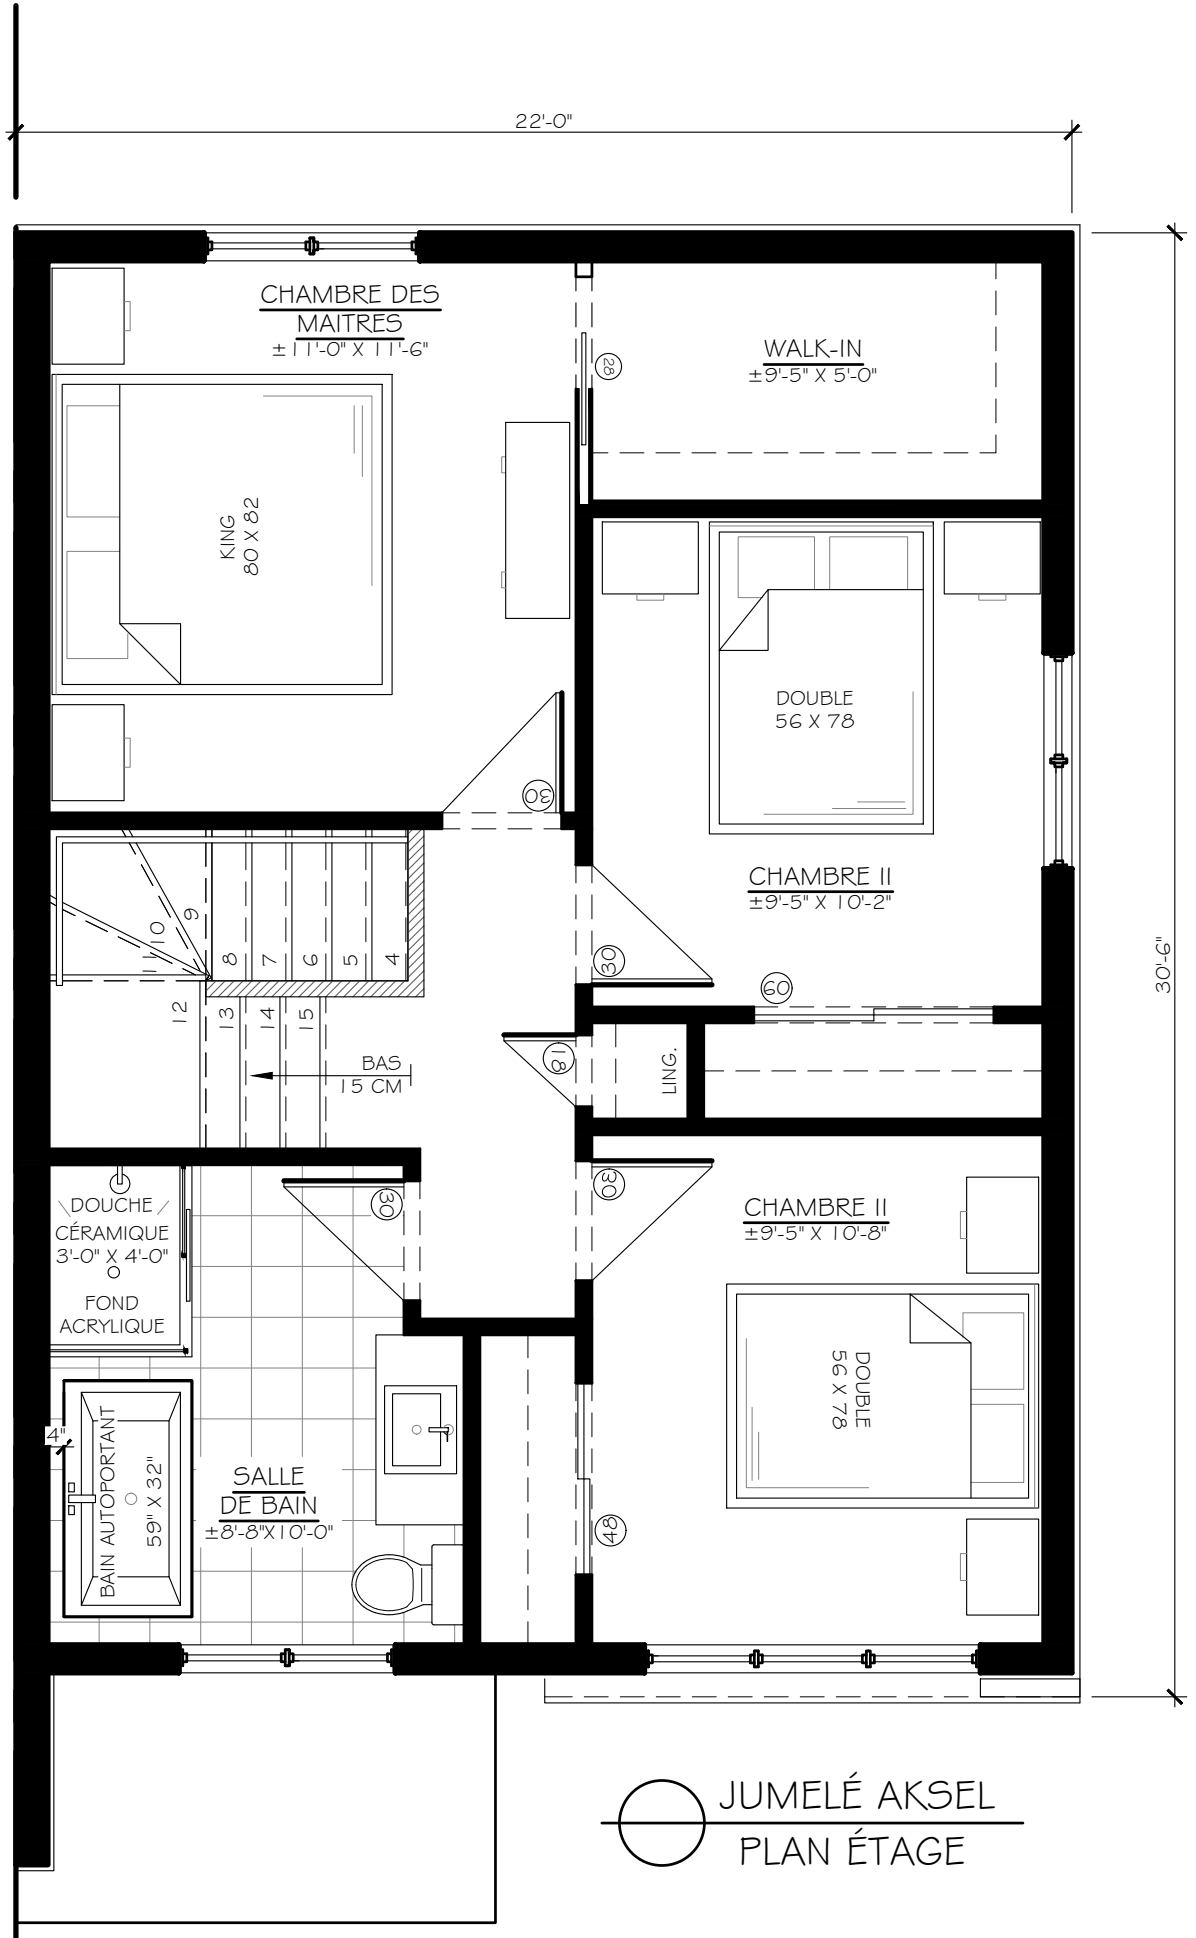 22'-0"
CHAMBRE DES
MAITRES
±11'-0" X 11'-6"
28
WALK-IN
±9'-5" X 5'-0"
KING
80 X 82
DOUBLE
56 X 78
30
CHAMBRE II
±9'-5" X 10'-2"
30
60
30'-6"
4
5
6
7
8
9
10
11
12
13
14
15
BAS
15 CM
18
LING.
30
30
CHAMBRE II
±9'-5" X 10'-8"
DOUCHE
CÉRAMIQUE
3'-0" X 4'-0"
FOND
ACRYLIQUE
DOUBLE
56 X 78
4"
BAIN AUTOPORTANT
59" X 32"
SALLE
DE BAIN
±8'-8"X10'-0"
48
JUMELÉ AKSEL
PLAN ÉTAGE